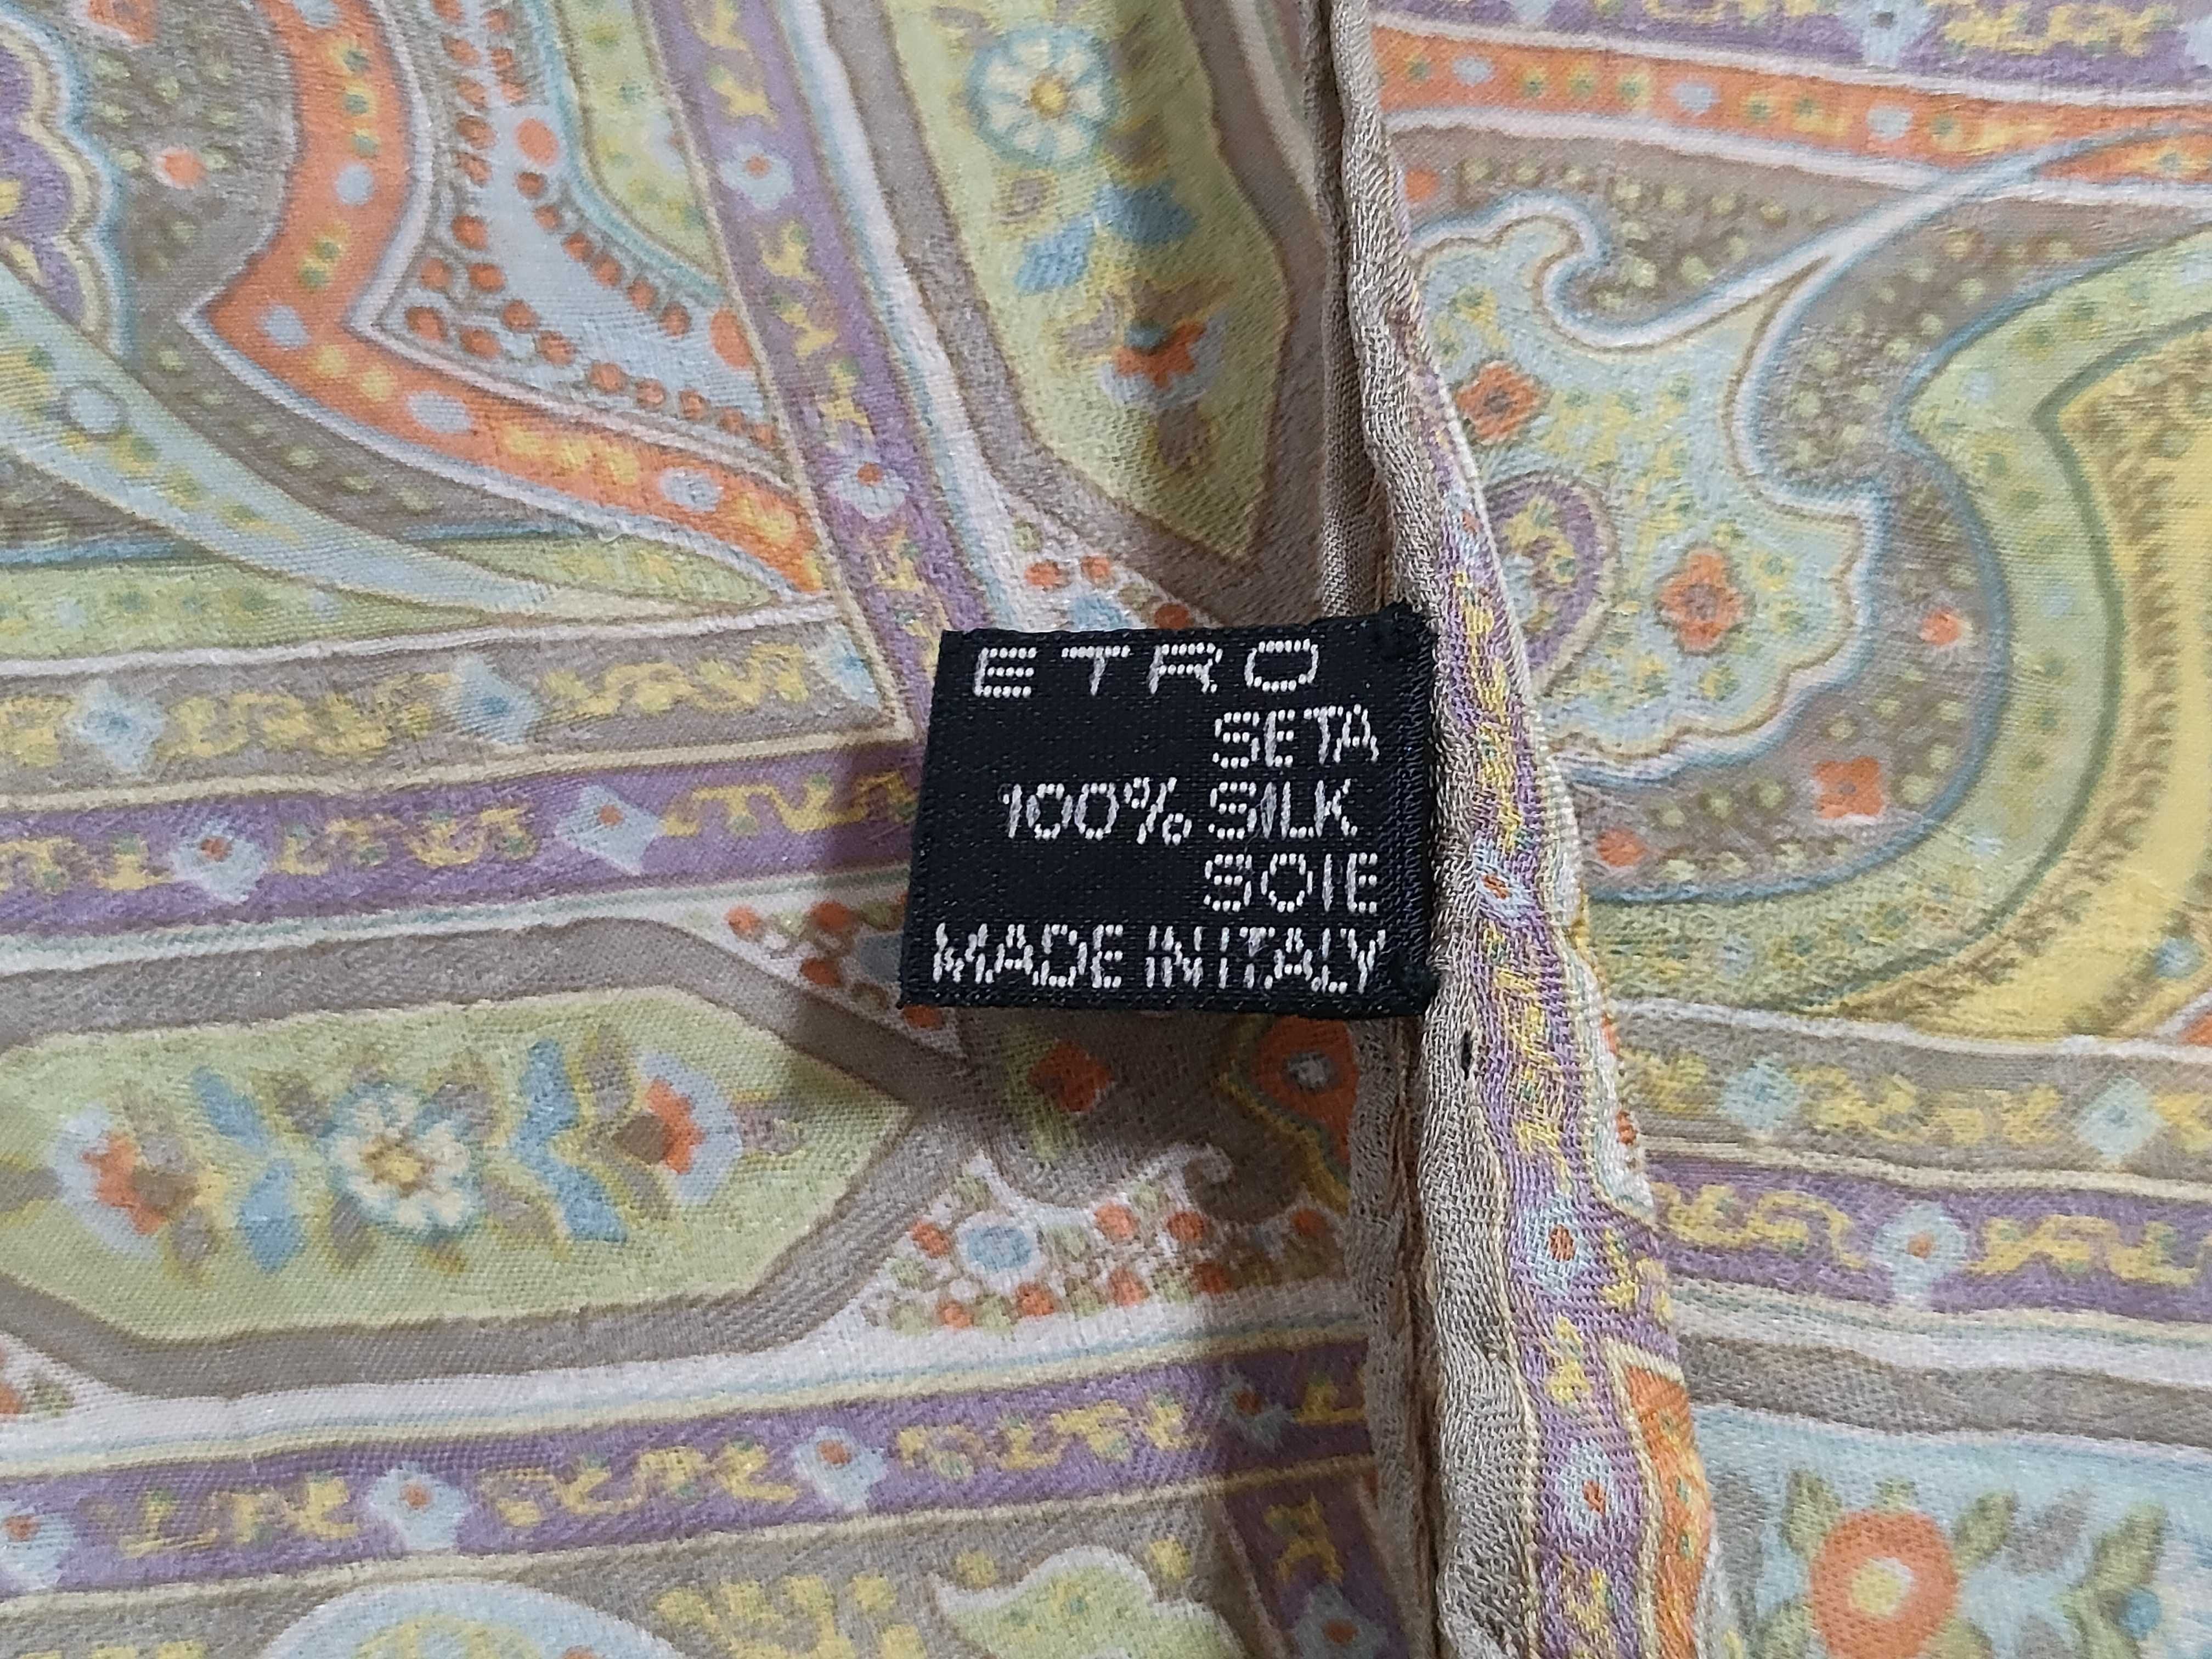 ETRO
SETA
100% SILK
SOIE
MADE IN ITALY